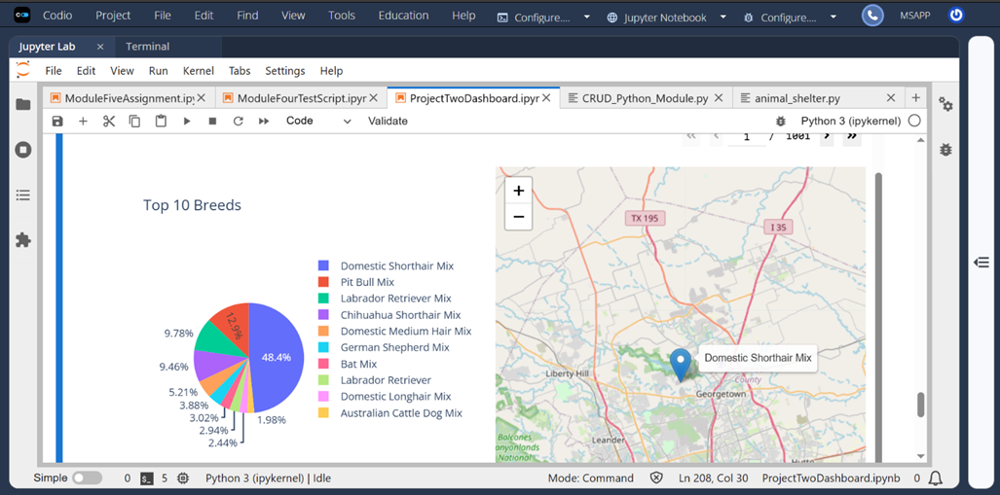 Codio Project File Edit Find View Tools Education Help Configure.... Jupyter Notebook Configure.... MSAPP
Jupyter Lab × Terminal
File Edit View Run Kernel Tabs Settings Help
ModuleFiveAssignment.ipy ModuleFourTestScript.ipyr ProjectTwoDashboard.ipyr CRUD_Python_Module.py animal_shelter.py
Code Validate Python 3 (ipykernel)
1 / 1001
Top 10 Breeds
Domestic Shorthair Mix
Pit Bull Mix
Labrador Retriever Mix
Chihuahua Shorthair Mix
Domestic Medium Hair Mix
German Shepherd Mix
Bat Mix
Labrador Retriever
Domestic Longhair Mix
Australian Cattle Dog Mix
48.4%
12.9%
9.78%
9.46%
5.21%
3.88%
3.02%
2.94%
2.44%
1.98%
+
−
TX 195
I 35
Domestic Shorthair Mix
Liberty Hill
County
Georgetown
Leander
Balcones
Canyonlands
National
Hutto
Simple 0 5 Python 3 (ipykernel) | Idle Mode: Command Ln 208, Col 30 ProjectTwoDashboard.ipynb 0